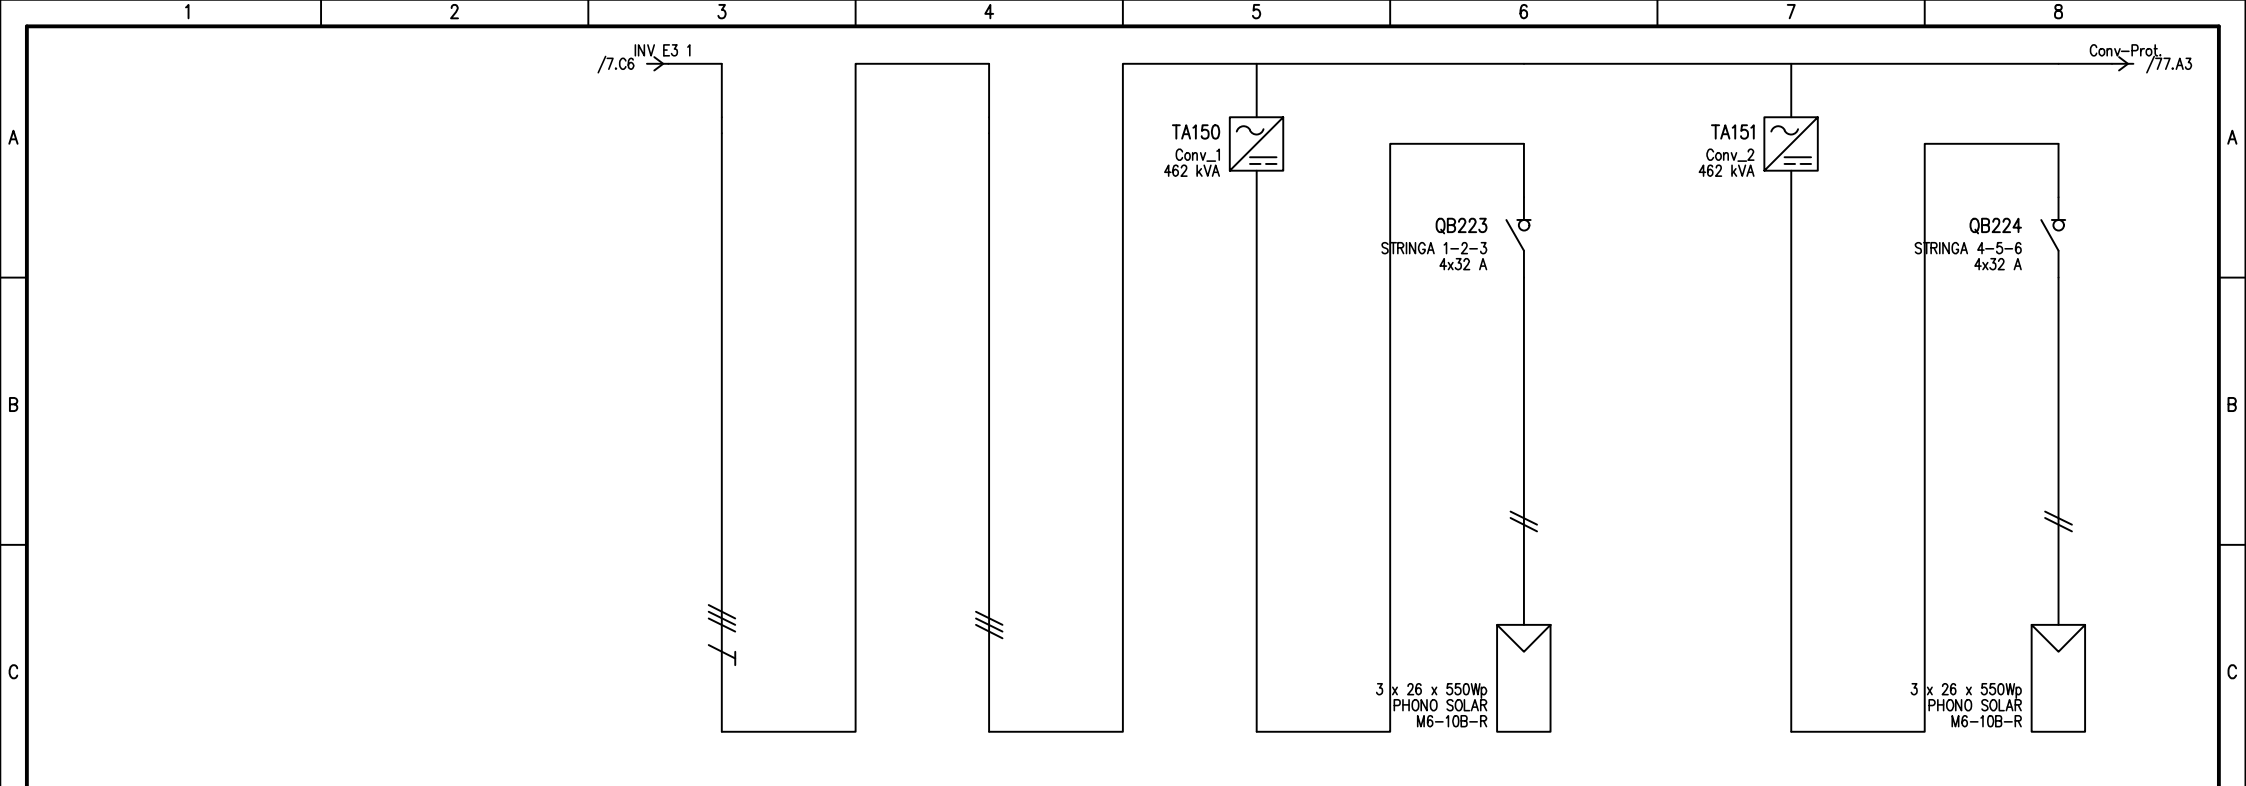 1 2 3 4 5 6 7 8
INV E3 1
/7.C6
Conv-Prot.
/77.A3
A A
TA150
Conv_1
462 kVA
TA151
Conv_2
462 kVA
QB223
STRINGA 1-2-3
4x32 A
QB224
STRINGA 4-5-6
4x32 A
B B
C C
3 x 26 x 550Wp
PHONO SOLAR
M6-10B-R
3 x 26 x 550Wp
PHONO SOLAR
M6-10B-R